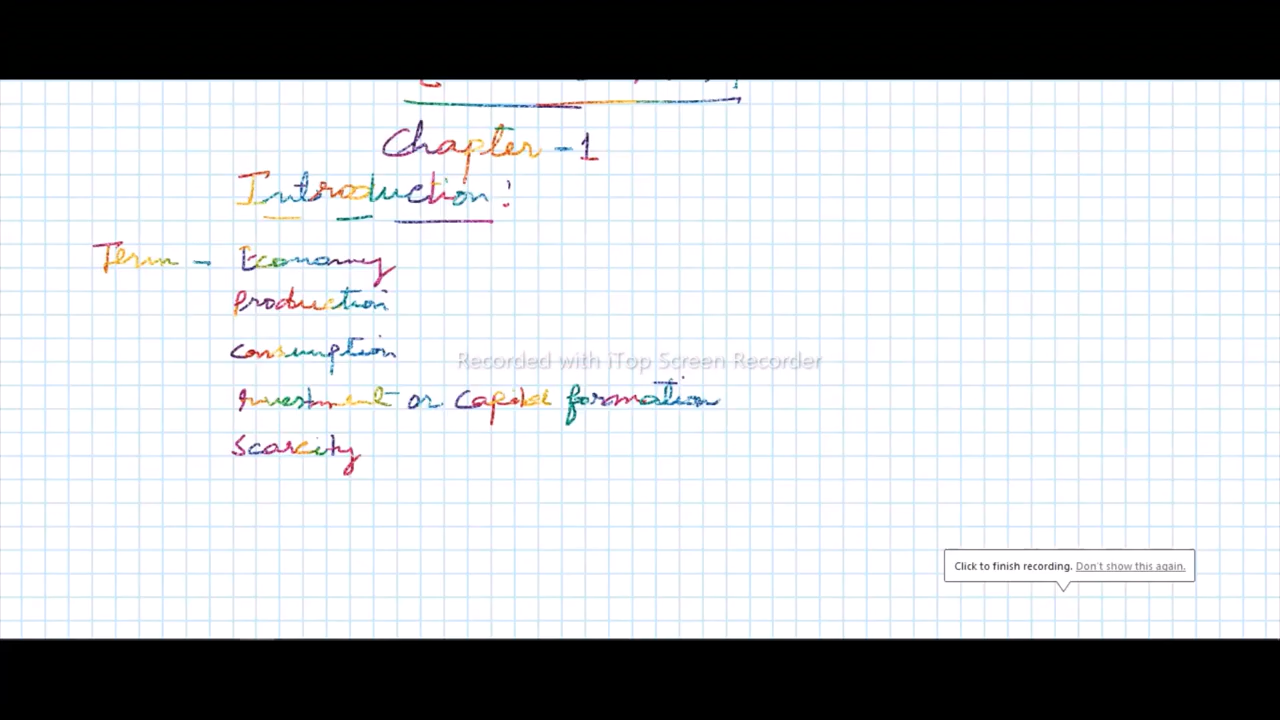 Chapter - 1
Introduction:
Term - Economy
Production
Consumption
Recorded with iTop Screen Recorder
Investment or Capital formation
Scarcity
Click to finish recording. Don't show this again.